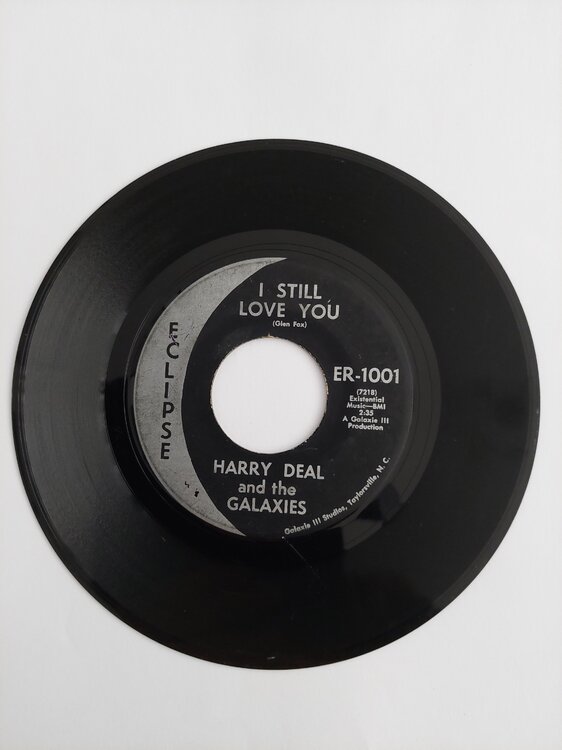 ECLIPSE
I STILL
LOVE YOU
(Glen Fox)
ER-1001
(7218)
Existential
Music—BMI
2:35
A Galaxie III
Production
HARRY DEAL
and the
GALAXIES
Galaxie III Studios, Taylorsville, N. C.